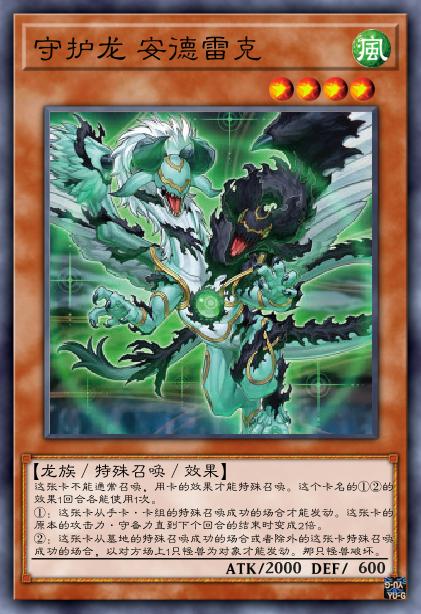 守护龙 安德雷克
風
【龙族／特殊召唤／效果】
这张卡不能通常召唤，用卡的效果才能特殊召唤。这个卡名的①②的
效果1回合各能使用1次。
①：这张卡从手卡・卡组的特殊召唤成功的场合才能发动。这张卡的
原本的攻击力・守备力直到下个回合的结束时变成2倍。
②：这张卡从墓地的特殊召唤成功的场合或者除外的这张卡特殊召唤
成功的场合，以对方场上1只怪兽为对象才能发动。那只怪兽破坏。
ATK/2000 DEF/ 600